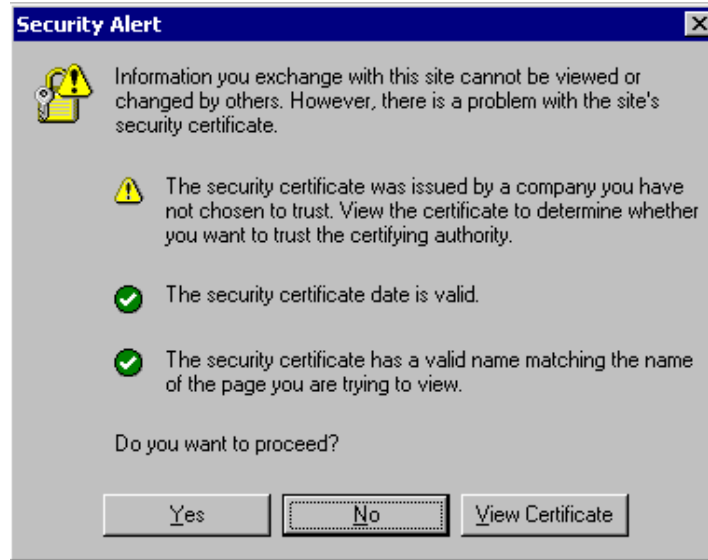 Security Alert
Information you exchange with this site cannot be viewed or
changed by others. However, there is a problem with the site's
security certificate.
The security certificate was issued by a company you have
not chosen to trust. View the certificate to determine whether
you want to trust the certifying authority.
The security certificate date is valid.
The security certificate has a valid name matching the name
of the page you are trying to view.
Do you want to proceed?
Yes No View Certificate